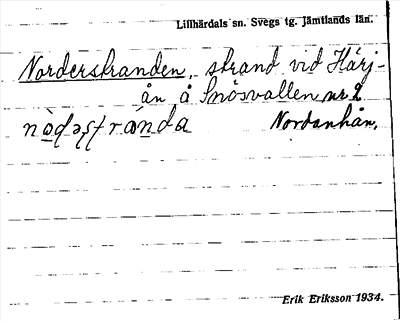 Lillhärdals sn. Svegs tg. Jämtlands län.
Norderstranden, strand vid Härj-
ån å Snösvallen nr 2
Nordanhån.
Erik Eriksson 1934.